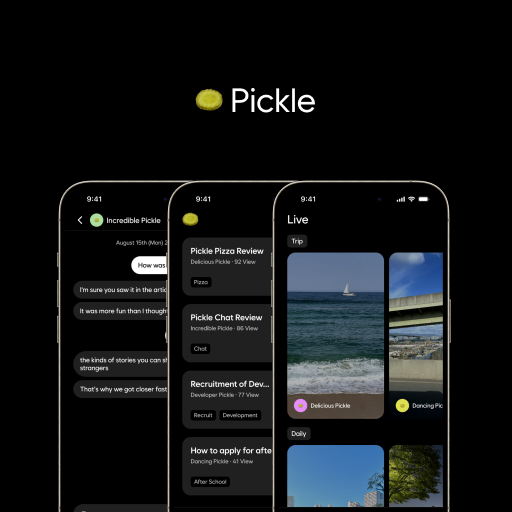 Pickle
9:41
Incredible Pickle
August 15th (Mon) 2
How was
I'm sure you saw it in the artic
It was more fun than I though
the kinds of stories you can sh
strangers
That's why we got closer fast
9:41
Pickle Pizza Review
Delicious Pickle · 92 View
Pizza
Pickle Chat Review
Incredible Pickle · 86 View
Chat
Recruitment of Dev...
Developer Pickle · 77 View
Recruit
Development
How to apply for afte
Dancing Pickle · 41 View
After School
9:41
Live
Trip
Delicious Pickle
Dancing Pic
Daily